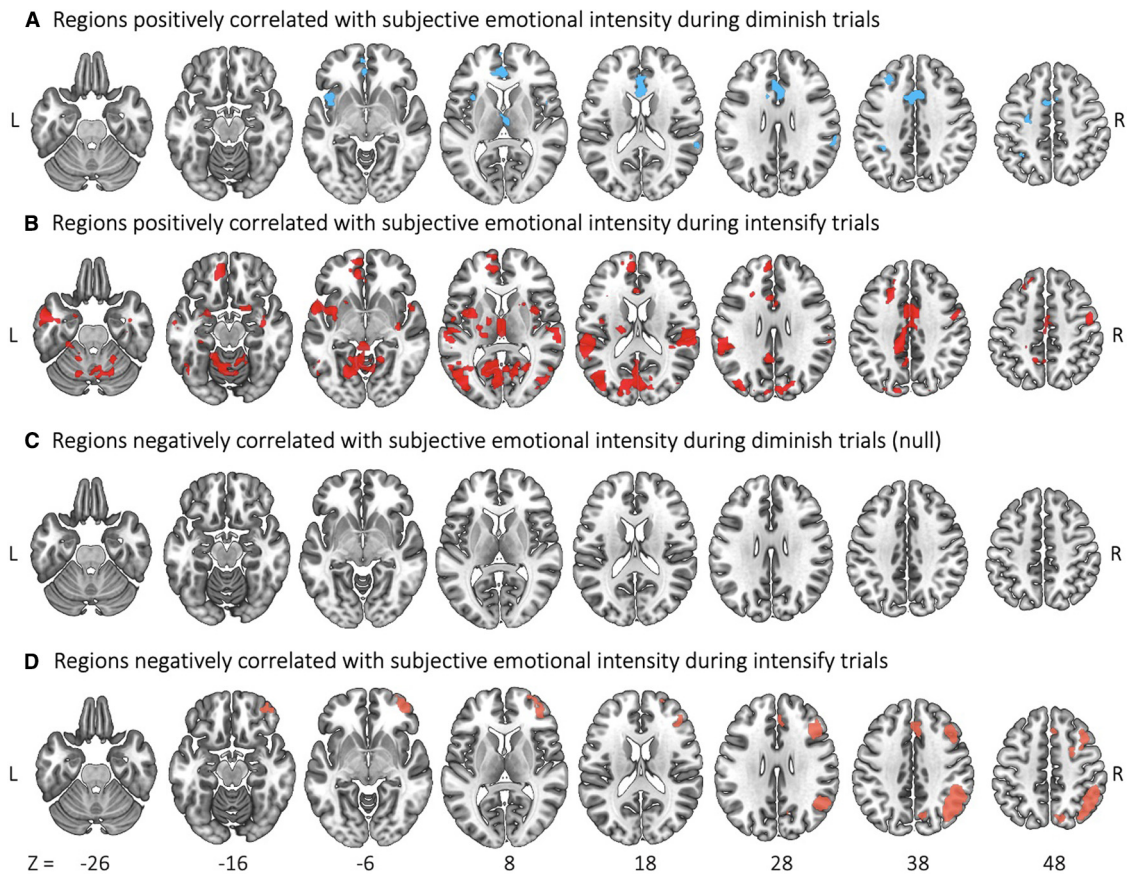 A Regions positively correlated with subjective emotional intensity during diminish trials
L R
B Regions positively correlated with subjective emotional intensity during intensify trials
L R
C Regions negatively correlated with subjective emotional intensity during diminish trials (null)
L R
D Regions negatively correlated with subjective emotional intensity during intensify trials
L R
Z = -26 -16 -6 8 18 28 38 48